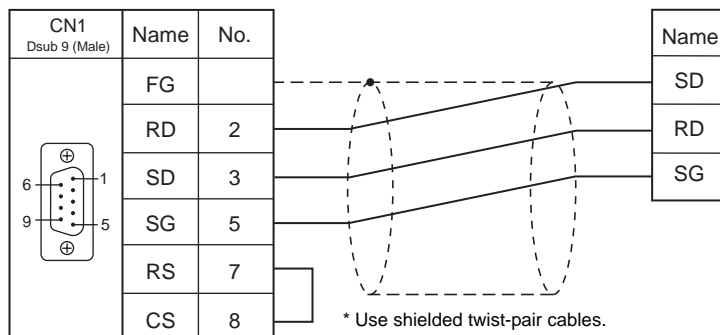 CN1
Dsub 9 (Male)
Name
No.
Name
FG
SD
RD
2
RD
SD
3
SG
6
1
9
5
SG
5
RS
7
CS
8
* Use shielded twist-pair cables.